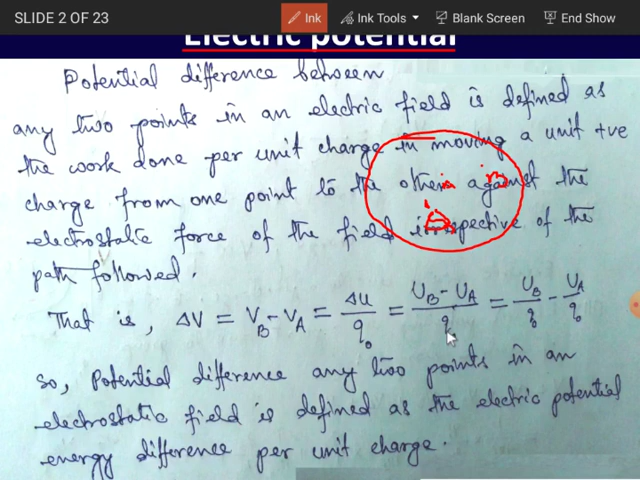 SLIDE 2 OF 23 Ink Ink Tools Blank Screen End Show
Electric potential
Potential difference between
any two points in an electric field is defined as
the work done per unit charge in moving a unit +ve
charge from one point to the other against the
electrostatic force of the field irrespective of the
path followed.
That is, ΔV = V_B - V_A = Δu/q₀ = U_B - U_A/q₀ = U_B/q₀ - U_A/q₀
So, Potential difference any two points in an
electrostatic field is defined as the electric potential
energy difference per unit charge.